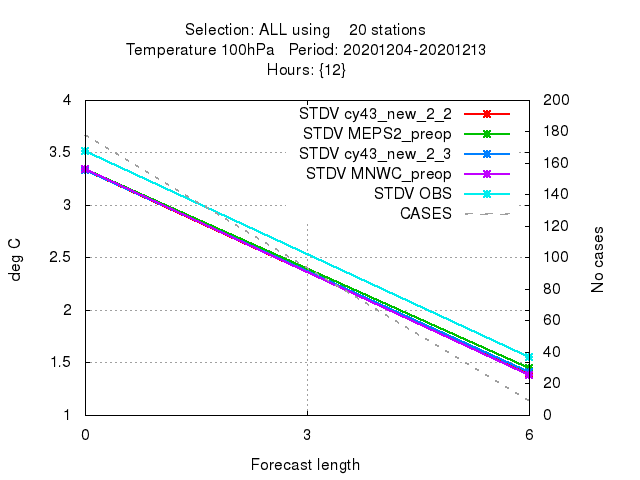 Selection: ALL using 20 stations
Temperature 100hPa Period: 20201204-20201213
Hours: {12}
STDV cy43_new_2_2
STDV MEPS2_preop
STDV cy43_new_2_3
STDV MNWC_preop
STDV OBS
CASES
4
3.5
3
2.5
2
1.5
1
deg C
200
180
160
140
120
100
80
60
40
20
0
No cases
0 3 6
Forecast length